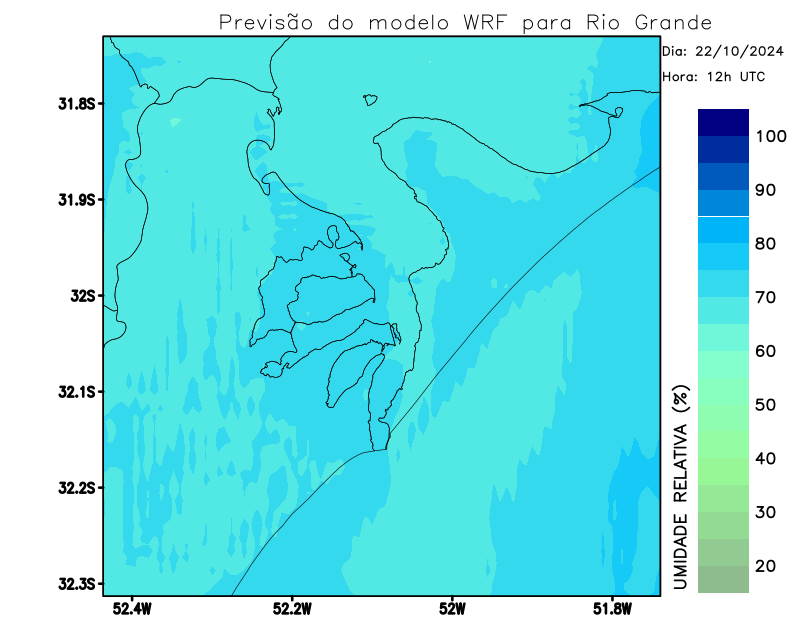 Previsão do modelo WRF para Rio Grande
Dia: 22/10/2024
Hora: 12h UTC
31.8S
31.9S
32S
32.1S
32.2S
32.3S
52.4W
52.2W
52W
51.8W
100
90
80
70
60
50
40
30
20
UMIDADE RELATIVA (%)